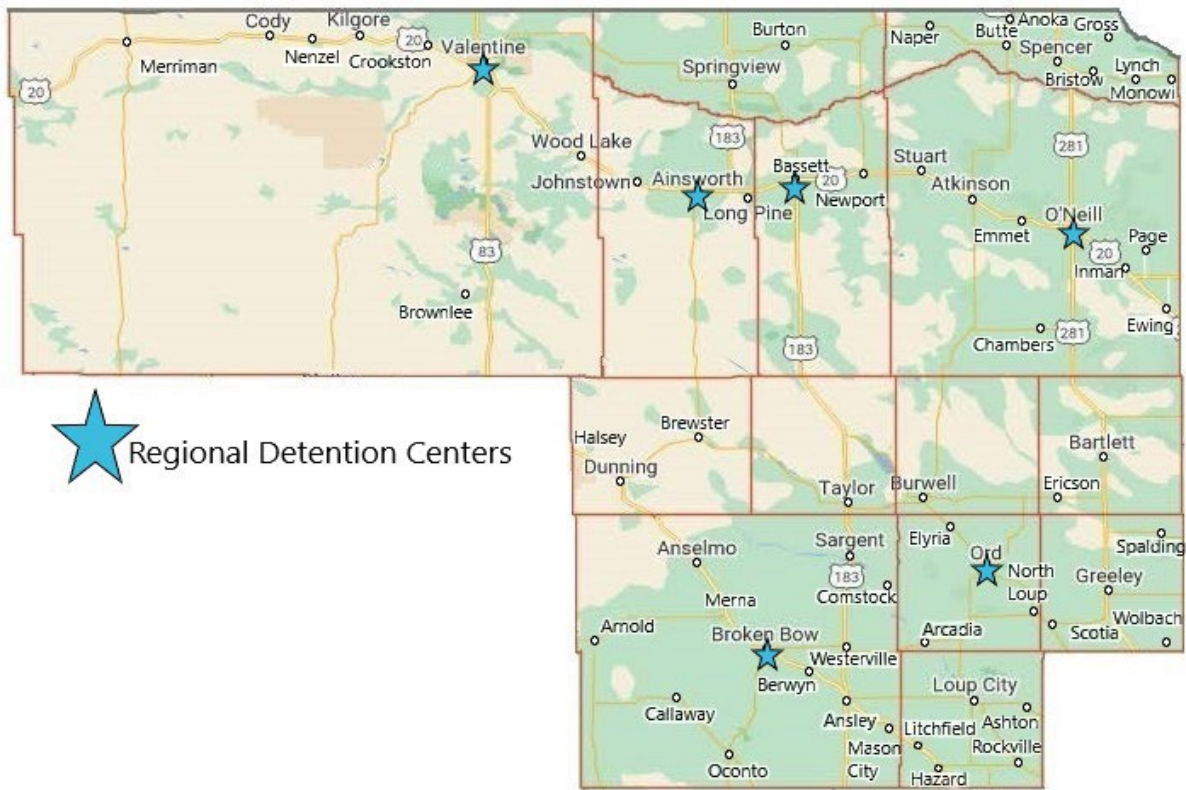 Cody
Kilgore
20
Nenzel
Crookston
Valentine
Merriman
20
Burton
Springview
Naper
Butte
Anoka
Gross
Spencer
Bristow
Lynch
Monowi
183
281
Wood Lake
Johnstown
Ainsworth
Long Pine
Bassett
20
Newport
Stuart
Atkinson
Emmet
O'Neill
20
Page
Inman
Ewing
83
Brownlee
183
Chambers
281
Regional Detention Centers
Halsey
Dunning
Brewster
Taylor
Burwell
Bartlett
Ericson
Anselmo
Sargent
183
Comstock
Merna
Arnold
Broken Bow
Westerville
Berwyn
Callaway
Ansley
Mason
City
Oconto
Elyria
Ord
North
Loup
Arcadia
Spalding
Greeley
Wolbach
Scotia
Loup City
Litchfield
Ashton
Rockville
Hazard